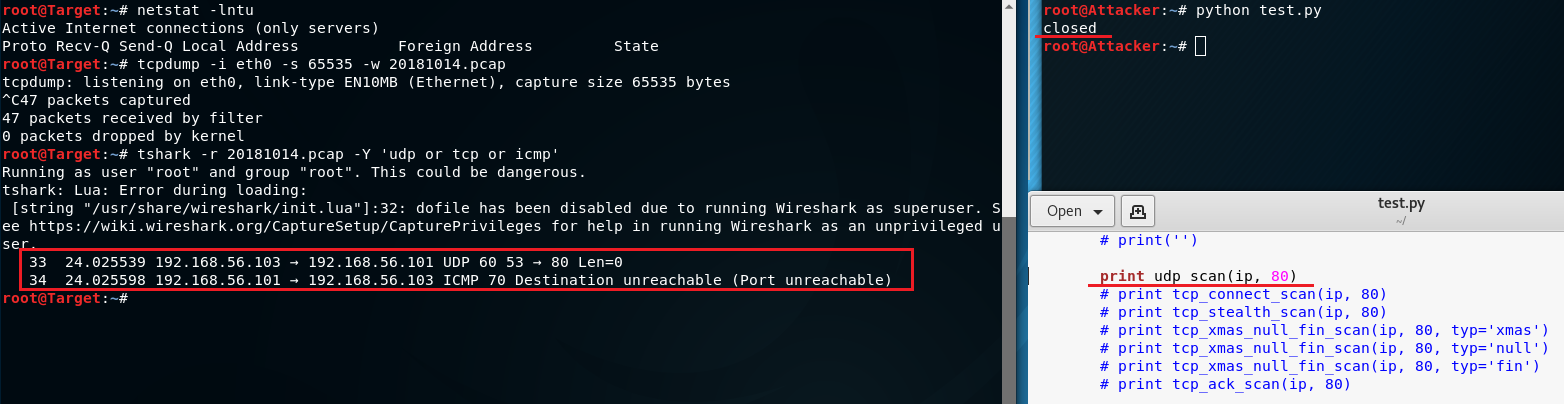 root@Target:~# netstat -lntu
Active Internet connections (only servers)
Proto Recv-Q Send-Q Local Address           Foreign Address         State
root@Target:~# tcpdump -i eth0 -s 65535 -w 20181014.pcap
tcpdump: listening on eth0, link-type EN10MB (Ethernet), capture size 65535 bytes
^C47 packets captured
47 packets received by filter
0 packets dropped by kernel
root@Target:~# tshark -r 20181014.pcap -Y 'udp or tcp or icmp'
Running as user "root" and group "root". This could be dangerous.
tshark: Lua: Error during loading:
 [string "/usr/share/wireshark/init.lua"]:32: dofile has been disabled due to running Wireshark as superuser. S
ee https://wiki.wireshark.org/CaptureSetup/CapturePrivileges for help in running Wireshark as an unprivileged u
ser.
   33  24.025539 192.168.56.103 → 192.168.56.101 UDP 60 53 → 80 Len=0
   34  24.025598 192.168.56.101 → 192.168.56.103 ICMP 70 Destination unreachable (Port unreachable)
root@Target:~#
root@Attacker:~# python test.py
closed
root@Attacker:~#
Open
test.py
~/
# print('')
print udp_scan(ip, 80)
# print tcp_connect_scan(ip, 80)
# print tcp_stealth_scan(ip, 80)
# print tcp_xmas_null_fin_scan(ip, 80, typ='xmas')
# print tcp_xmas_null_fin_scan(ip, 80, typ='null')
# print tcp_xmas_null_fin_scan(ip, 80, typ='fin')
# print tcp_ack_scan(ip, 80)